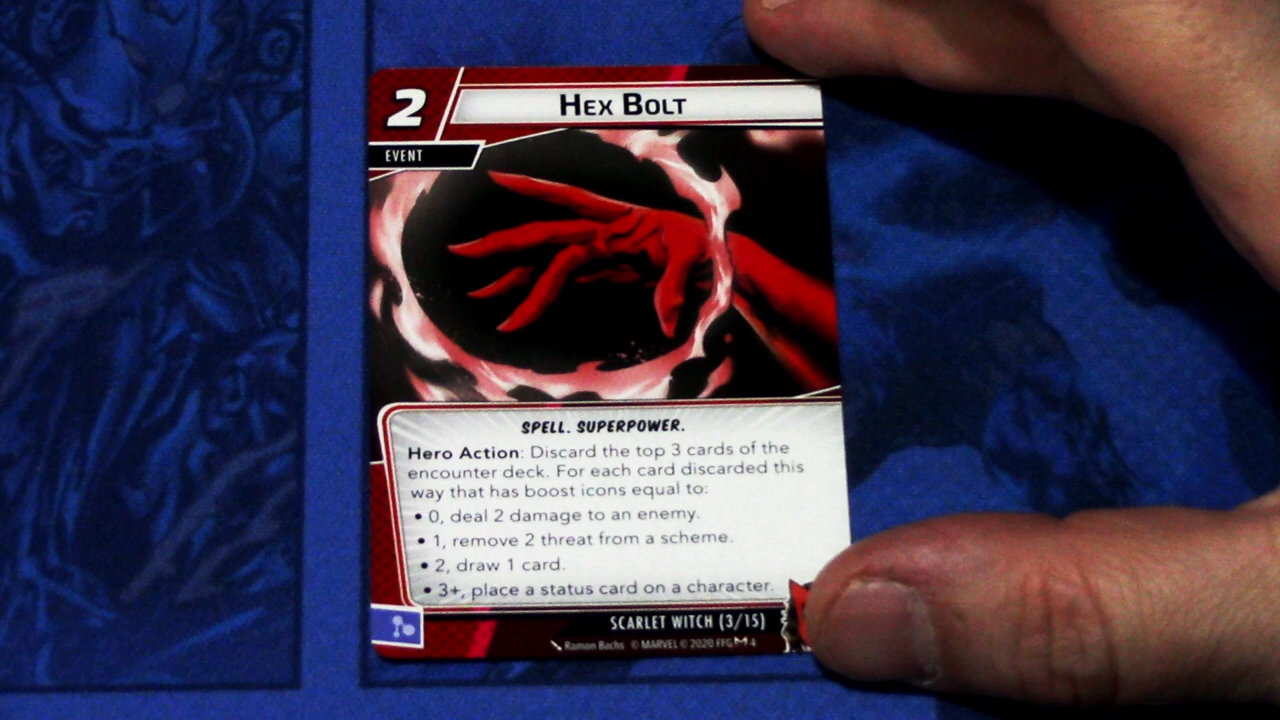 2
HEX BOLT
EVENT
SPELL. SUPERPOWER.
Hero Action: Discard the top 3 cards of the
encounter deck. For each card discarded this
way that has boost icons equal to:
• 0, deal 2 damage to an enemy.
• 1, remove 2 threat from a scheme.
• 2, draw 1 card.
• 3+, place a status card on a character.
SCARLET WITCH (3/15)
Ramon Bachs © MARVEL © 2020 FFG 4